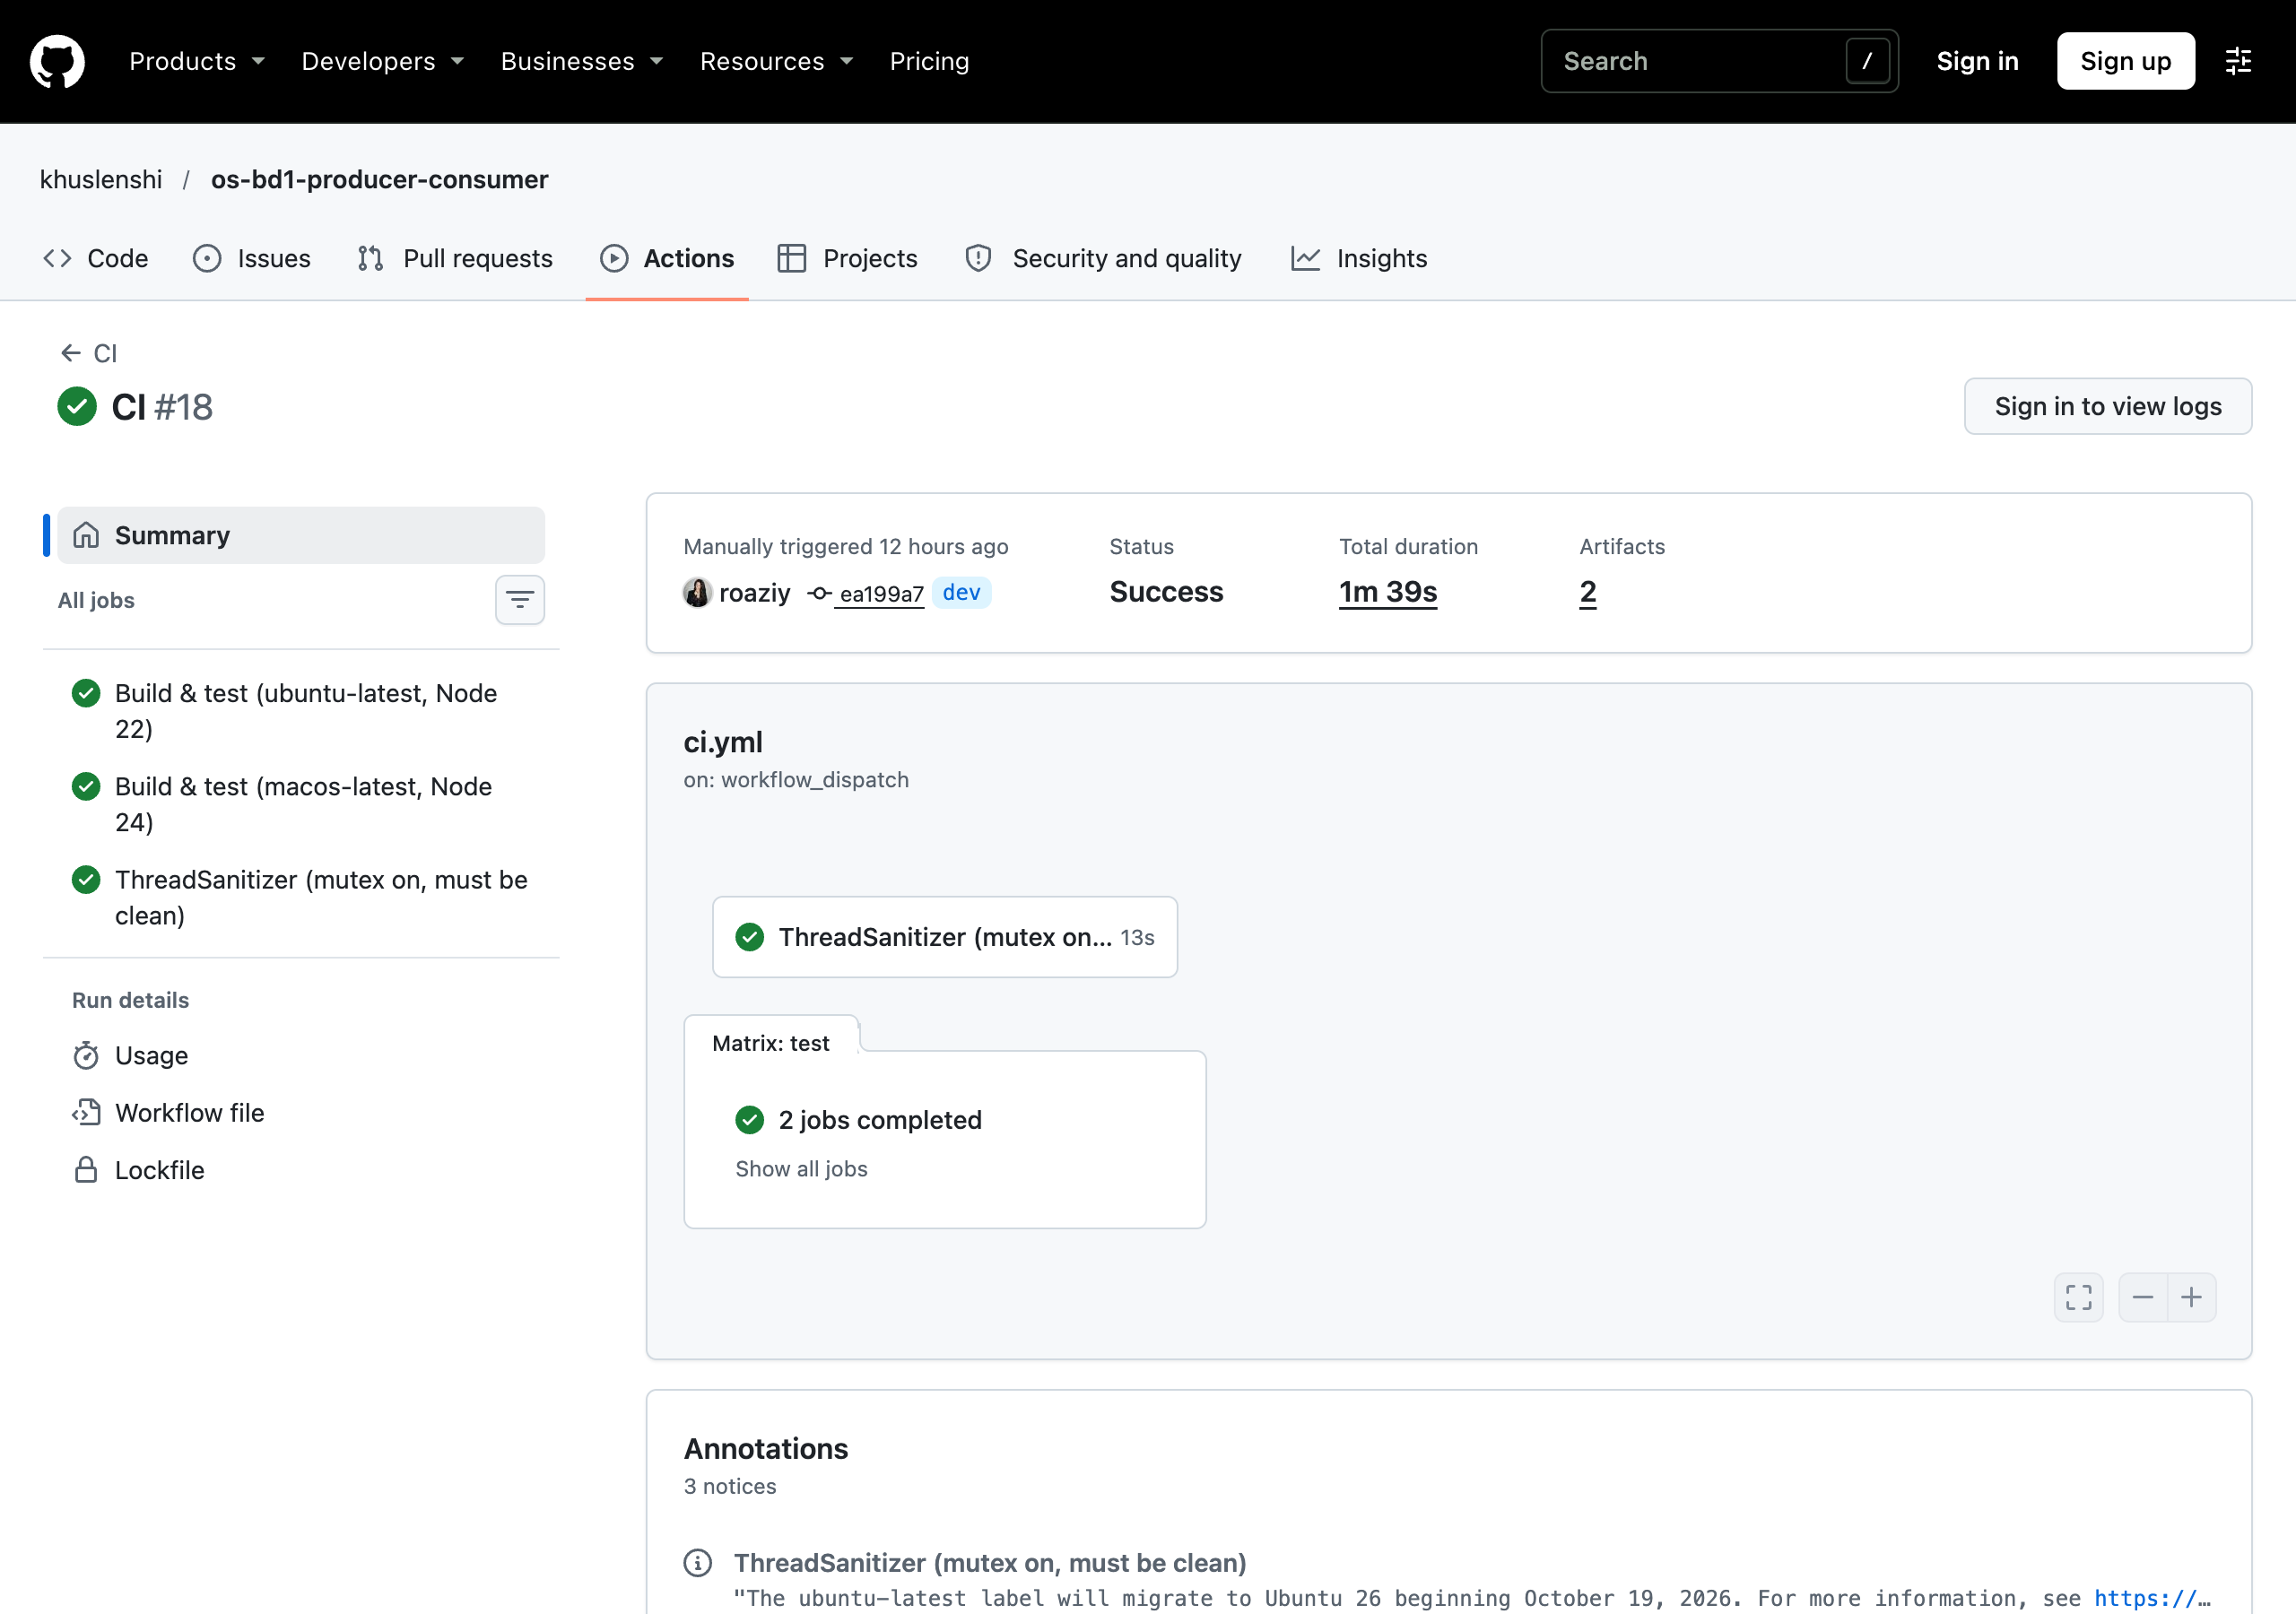 Products Developers Businesses Resources Pricing Search / Sign in Sign up
khuslenshi / os-bd1-producer-consumer
Code Issues Pull requests Actions Projects Security and quality Insights
CI
CI #18
Sign in to view logs
Summary
All jobs
Build & test (ubuntu-latest, Node
22)
Build & test (macos-latest, Node
24)
ThreadSanitizer (mutex on, must be
clean)
Run details
Usage
Workflow file
Lockfile
Manually triggered 12 hours ago Status Total duration Artifacts
roaziy ea199a7 dev Success 1m 39s 2
ci.yml
on: workflow_dispatch
ThreadSanitizer (mutex on... 13s
Matrix: test
2 jobs completed
Show all jobs
Annotations
3 notices
ThreadSanitizer (mutex on, must be clean)
"The ubuntu-latest label will migrate to Ubuntu 26 beginning October 19, 2026. For more information, see https://…